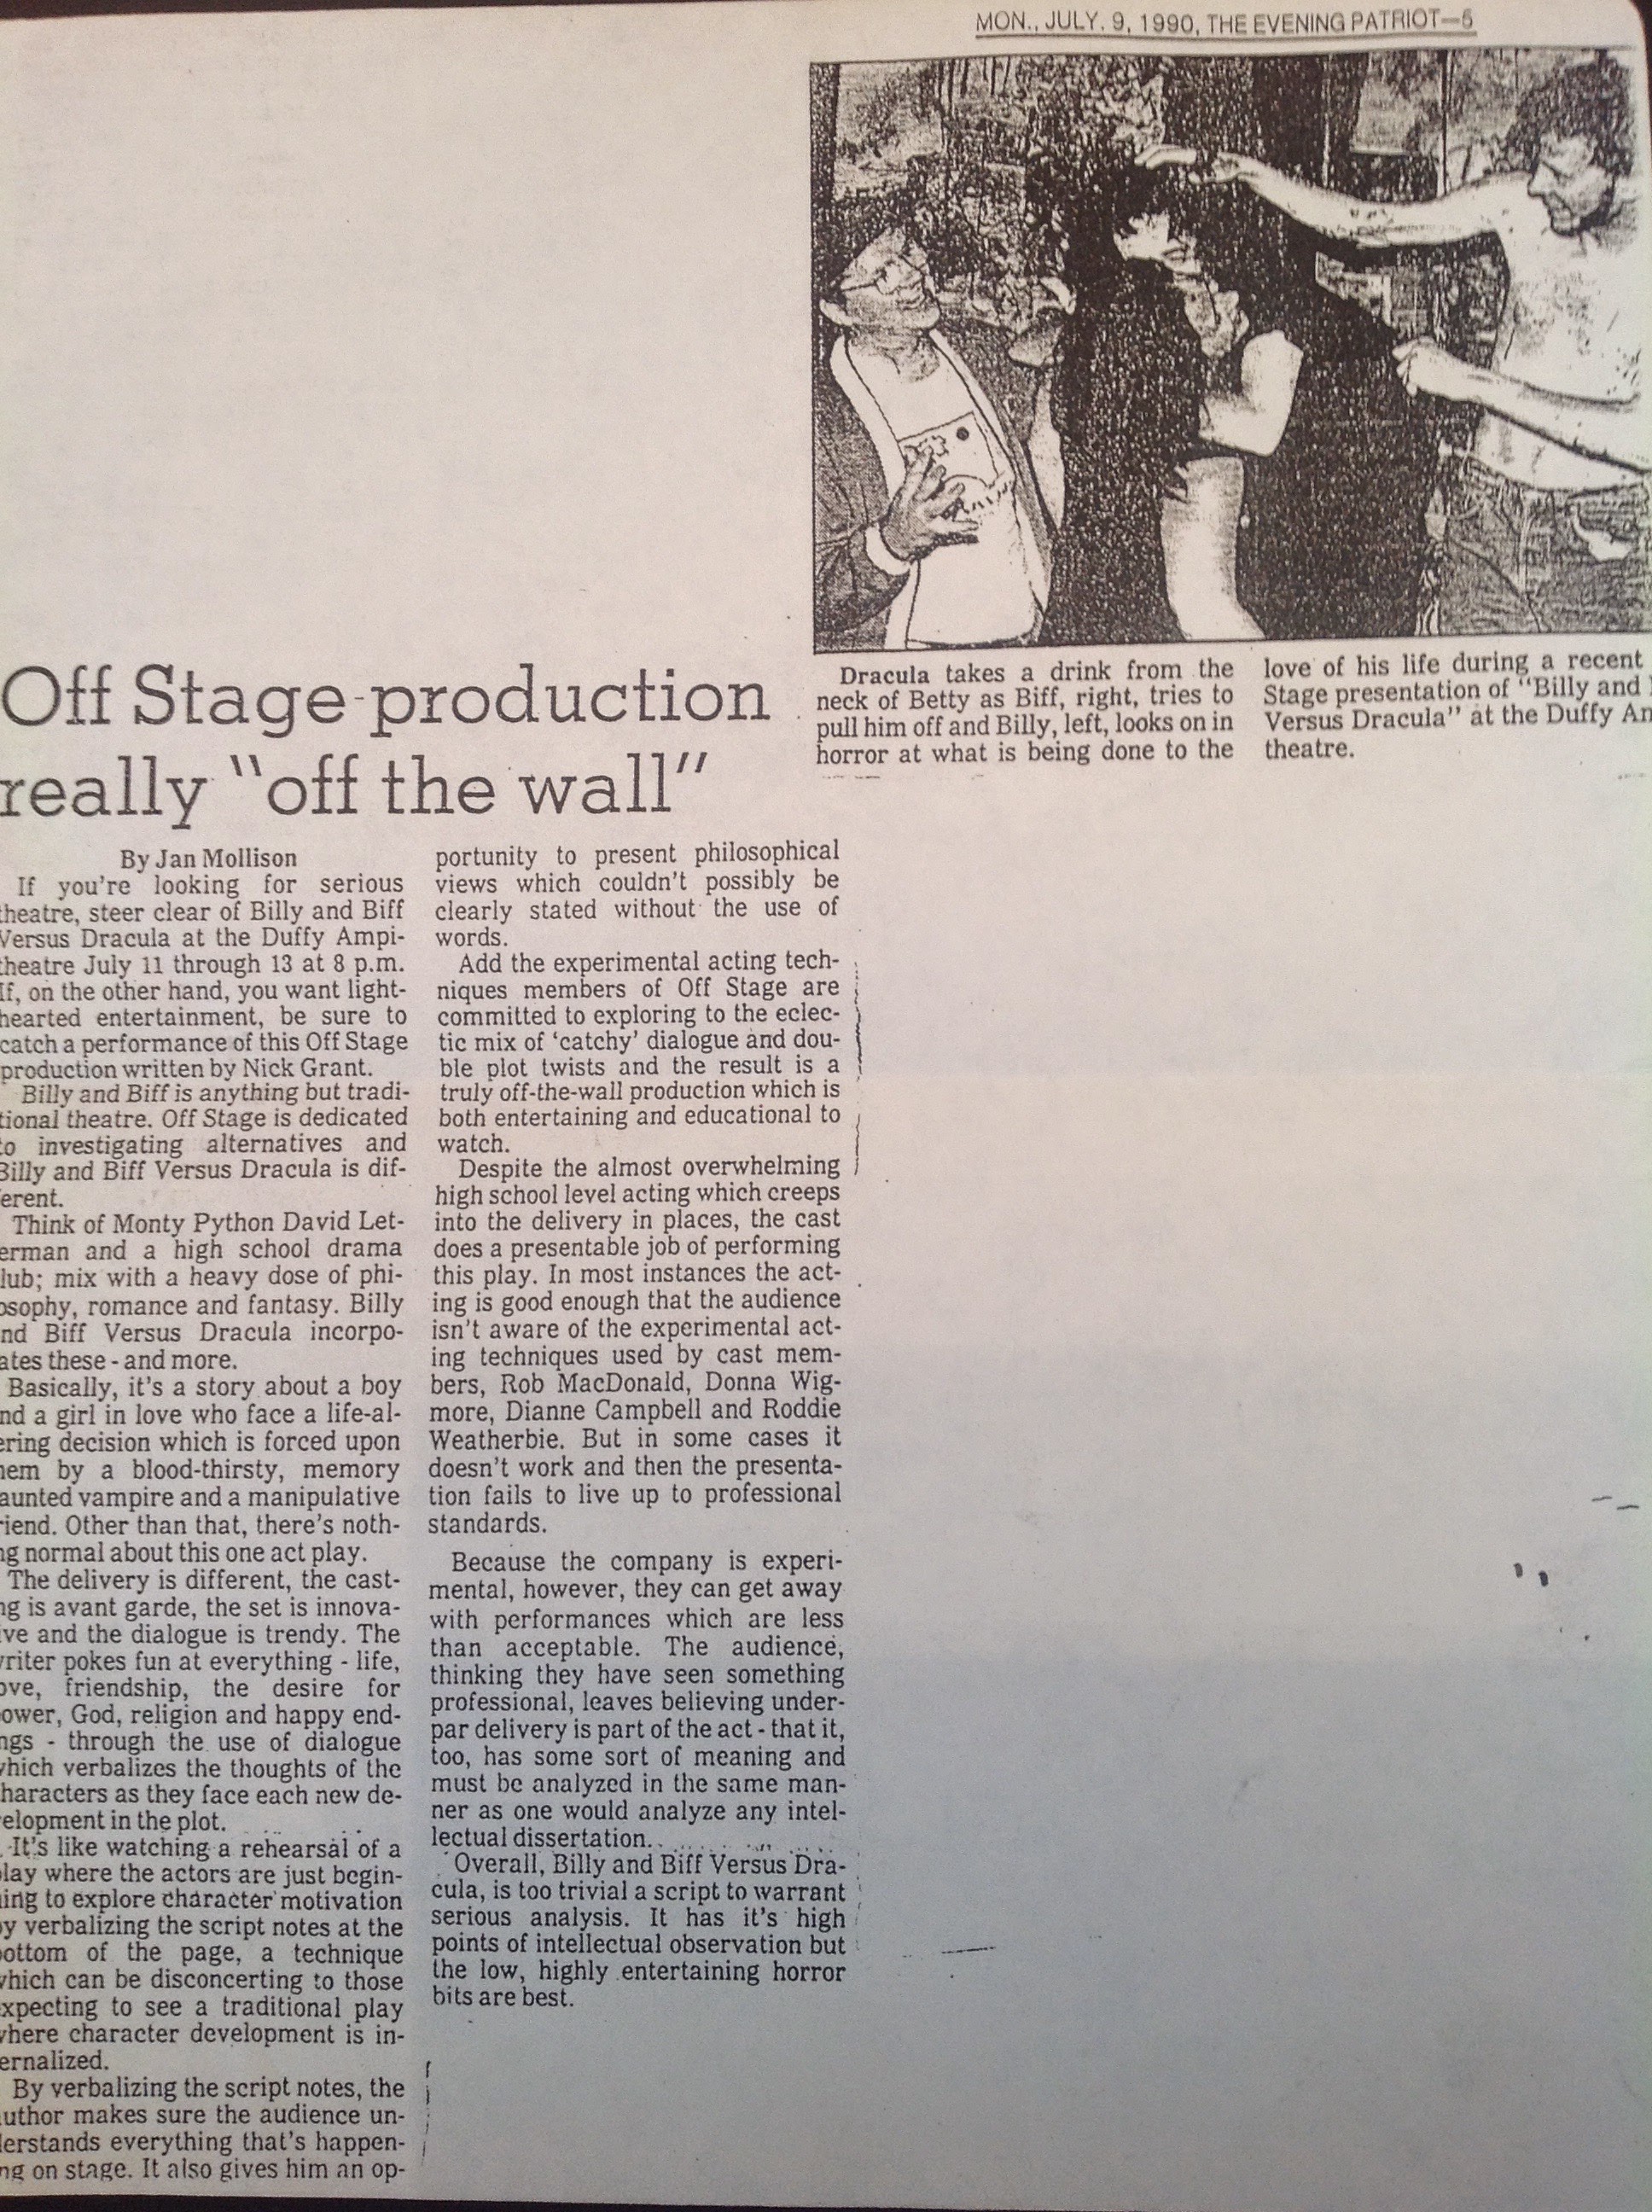 MON., JULY. 9, 1990, THE EVENING PATRIOT—5
Dracula takes a drink from the
neck of Betty as Biff, right, tries to
pull him off and Billy, left, looks on in
horror at what is being done to the
love of his life during a recent
Stage presentation of "Billy and
Versus Dracula" at the Duffy Am
theatre.
Off Stage production
really "off the wall"
By Jan Mollison
If you're looking for serious
theatre, steer clear of Billy and Biff
Versus Dracula at the Duffy Ampi-
theatre July 11 through 13 at 8 p.m.
If, on the other hand, you want light-
hearted entertainment, be sure to
catch a performance of this Off Stage
production written by Nick Grant.
Billy and Biff is anything but tradi-
tional theatre. Off Stage is dedicated
to investigating alternatives and
Billy and Biff Versus Dracula is dif-
erent.
Think of Monty Python David Let-
erman and a high school drama
lub; mix with a heavy dose of phi-
osophy, romance and fantasy. Billy
nd Biff Versus Dracula incorpo-
ates these - and more.
Basically, it's a story about a boy
nd a girl in love who face a life-al-
ering decision which is forced upon
hem by a blood-thirsty, memory
aunted vampire and a manipulative
riend. Other than that, there's noth-
ng normal about this one act play.
The delivery is different, the cast-
ng is avant garde, the set is innova-
ive and the dialogue is trendy. The
writer pokes fun at everything - life,
ove, friendship, the desire for
ower, God, religion and happy end-
ngs - through the use of dialogue
which verbalizes the thoughts of the
haracters as they face each new de-
elopment in the plot.
It's like watching a rehearsal of a
play where the actors are just begin-
ning to explore character motivation
by verbalizing the script notes at the
bottom of the page, a technique
which can be disconcerting to those
expecting to see a traditional play
where character development is in-
ernalized.
By verbalizing the script notes, the
author makes sure the audience un-
derstands everything that's happen-
ng on stage. It also gives him an op-
portunity to present philosophical
views which couldn't possibly be
clearly stated without the use of
words.
Add the experimental acting tech-
niques members of Off Stage are
committed to exploring to the eclec-
tic mix of 'catchy' dialogue and dou-
ble plot twists and the result is a
truly off-the-wall production which is
both entertaining and educational to
watch.
Despite the almost overwhelming
high school level acting which creeps
into the delivery in places, the cast
does a presentable job of performing
this play. In most instances the act-
ing is good enough that the audience
isn't aware of the experimental act-
ing techniques used by cast mem-
bers, Rob MacDonald, Donna Wig-
more, Dianne Campbell and Roddie
Weatherbie. But in some cases it
doesn't work and then the presenta-
tion fails to live up to professional
standards.
Because the company is experi-
mental, however, they can get away
with performances which are less
than acceptable. The audience,
thinking they have seen something
professional, leaves believing under-
par delivery is part of the act - that it,
too, has some sort of meaning and
must be analyzed in the same man-
ner as one would analyze any intel-
lectual dissertation.
Overall, Billy and Biff Versus Dra-
cula, is too trivial a script to warrant
serious analysis. It has it's high
points of intellectual observation but
the low, highly entertaining horror
bits are best.